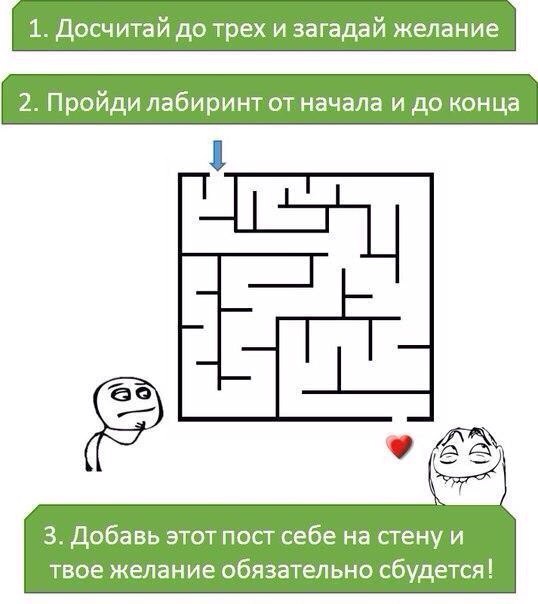 1. Досчитай до трех и загадай желание
2. Пройди лабиринт от начала и до конца
3. Добавь этот пост себе на стену и
твое желание обязательно сбудется!